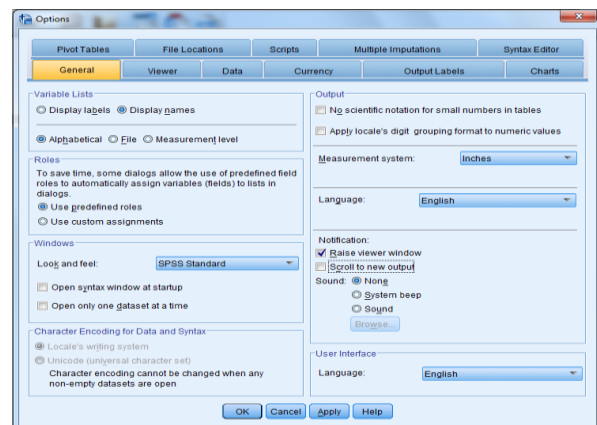 Options
Pivot Tables File Locations Scripts Multiple Imputations Syntax Editor
General Viewer Data Currency Output Labels Charts
Variable Lists
Display labels Display names
Alphabetical File Measurement level
Roles
To save time, some dialogs allow the use of predefined field
roles to automatically assign variables (fields) to lists in
dialogs.
Use predefined roles
Use custom assignments
Windows
Look and feel: SPSS Standard
Open syntax window at startup
Open only one dataset at a time
Character Encoding for Data and Syntax
Locale's writing system
Unicode (universal character set)
Character encoding cannot be changed when any
non-empty datasets are open
Output
No scientific notation for small numbers in tables
Apply locale's digit grouping format to numeric values
Measurement system: Inches
Language: English
Notification:
Raise viewer window
Scroll to new output
Sound: None
System beep
Sound
Browse...
User Interface
Language: English
OK Cancel Apply Help